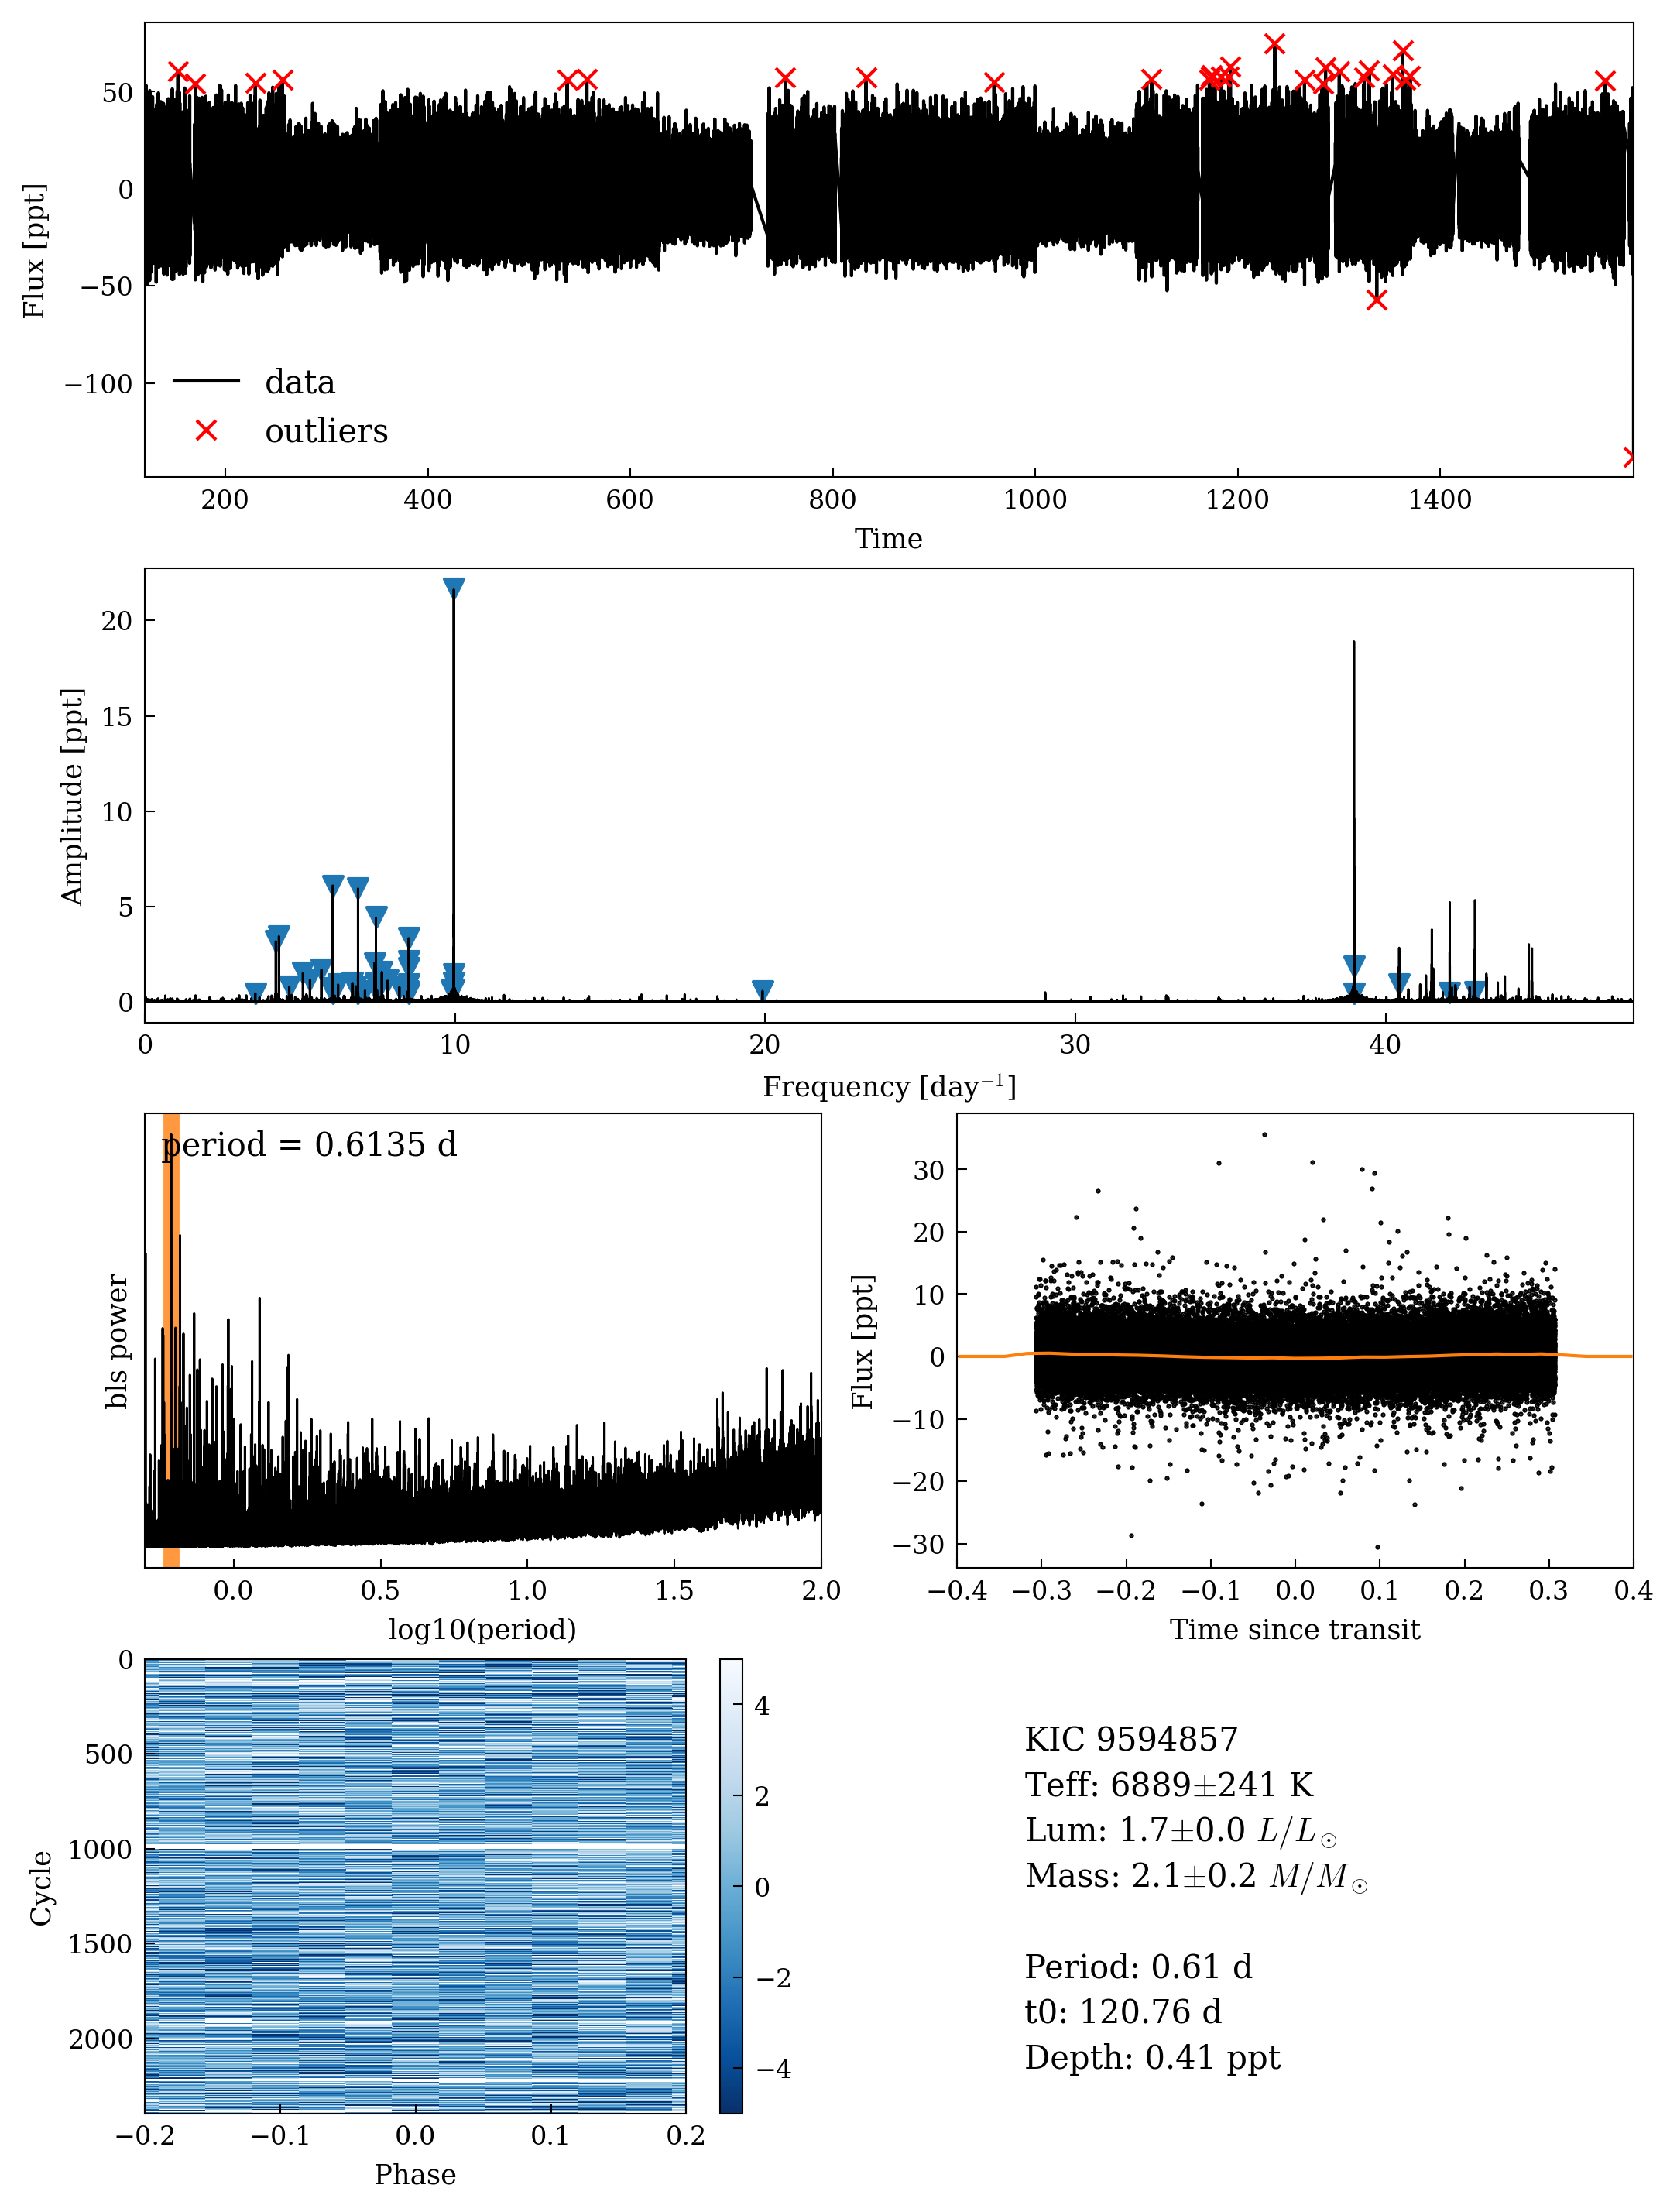 50
0
−50
−100
Flux [ppt]
data
outliers
200 400 600 800 1000 1200 1400
Time
20
15
10
5
0
Amplitude [ppt]
0 10 20 30 40
Frequency [day⁻¹]
period = 0.6135 d
bls power
0.0 0.5 1.0 1.5 2.0
log10(period)
30
20
10
0
−10
−20
−30
Flux [ppt]
−0.4 −0.3 −0.2 −0.1 0.0 0.1 0.2 0.3 0.4
Time since transit
0
500
1000
1500
2000
Cycle
−0.2 −0.1 0.0 0.1 0.2
Phase
4
2
0
−2
−4
KIC 9594857
Teff: 6889±241 K
Lum: 1.7±0.0 L/L⊙
Mass: 2.1±0.2 M/M⊙
Period: 0.61 d
t0: 120.76 d
Depth: 0.41 ppt